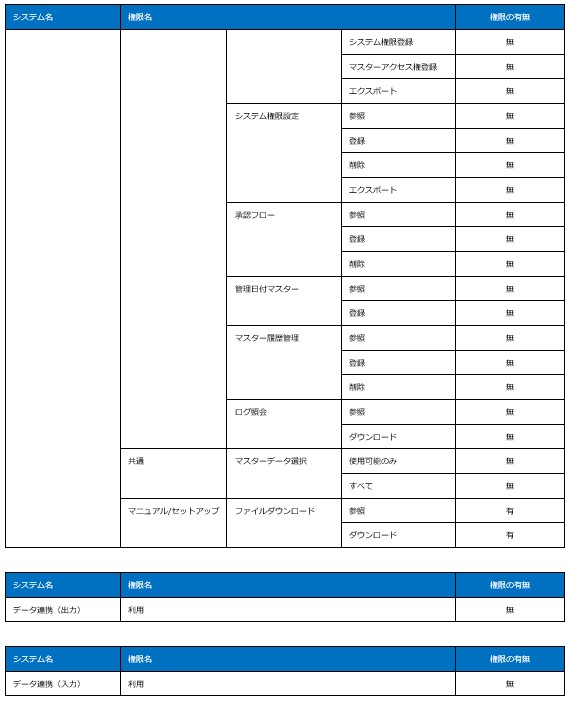 システム名 権限名 権限の有無
システム権限登録 無
マスターアクセス権登録 無
エクスポート 無
システム権限設定 参照 無
登録 無
削除 無
エクスポート 無
承認フロー 参照 無
登録 無
削除 無
管理日付マスター 参照 無
登録 無
マスター履歴管理 参照 無
登録 無
削除 無
ログ照会 参照 無
ダウンロード 無
共通 マスターデータ選択 使用可能のみ 無
すべて 無
マニュアル/セットアップ ファイルダウンロード 参照 有
ダウンロード 有
システム名 権限名 権限の有無
データ連携（出力） 利用 無
システム名 権限名 権限の有無
データ連携（入力） 利用 無